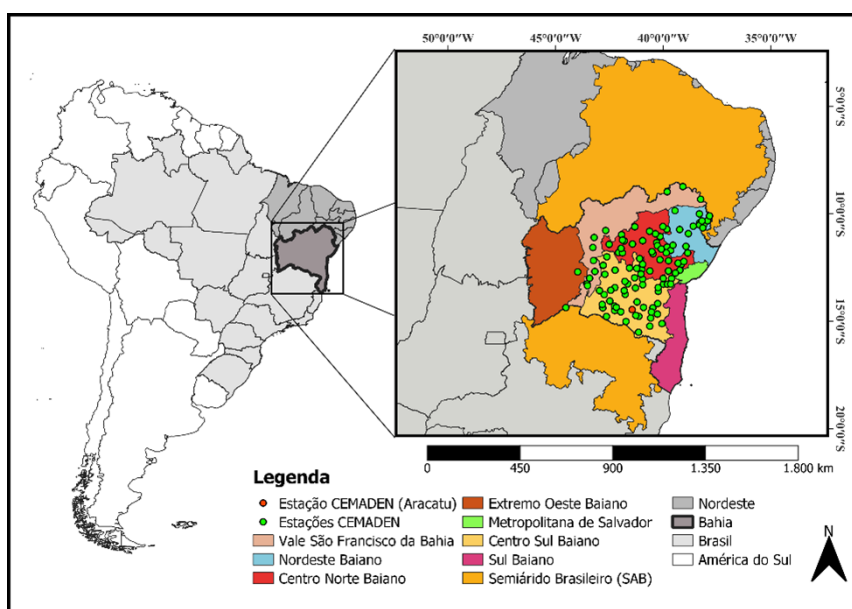 50°0'0"W 45°0'0"W 40°0'0"W 35°0'0"W
5°0'0"S
10°0'0"S
15°0'0"S
20°0'0"S
0 450 900 1.350 1.800 km
Legenda
Estação CEMADEN (Aracatu)
Estações CEMADEN
Vale São Francisco da Bahia
Nordeste Baiano
Centro Norte Baiano
Extremo Oeste Baiano
Metropolitana de Salvador
Centro Sul Baiano
Sul Baiano
Semiárido Brasileiro (SAB)
Nordeste
Bahia
Brasil
América do Sul
N